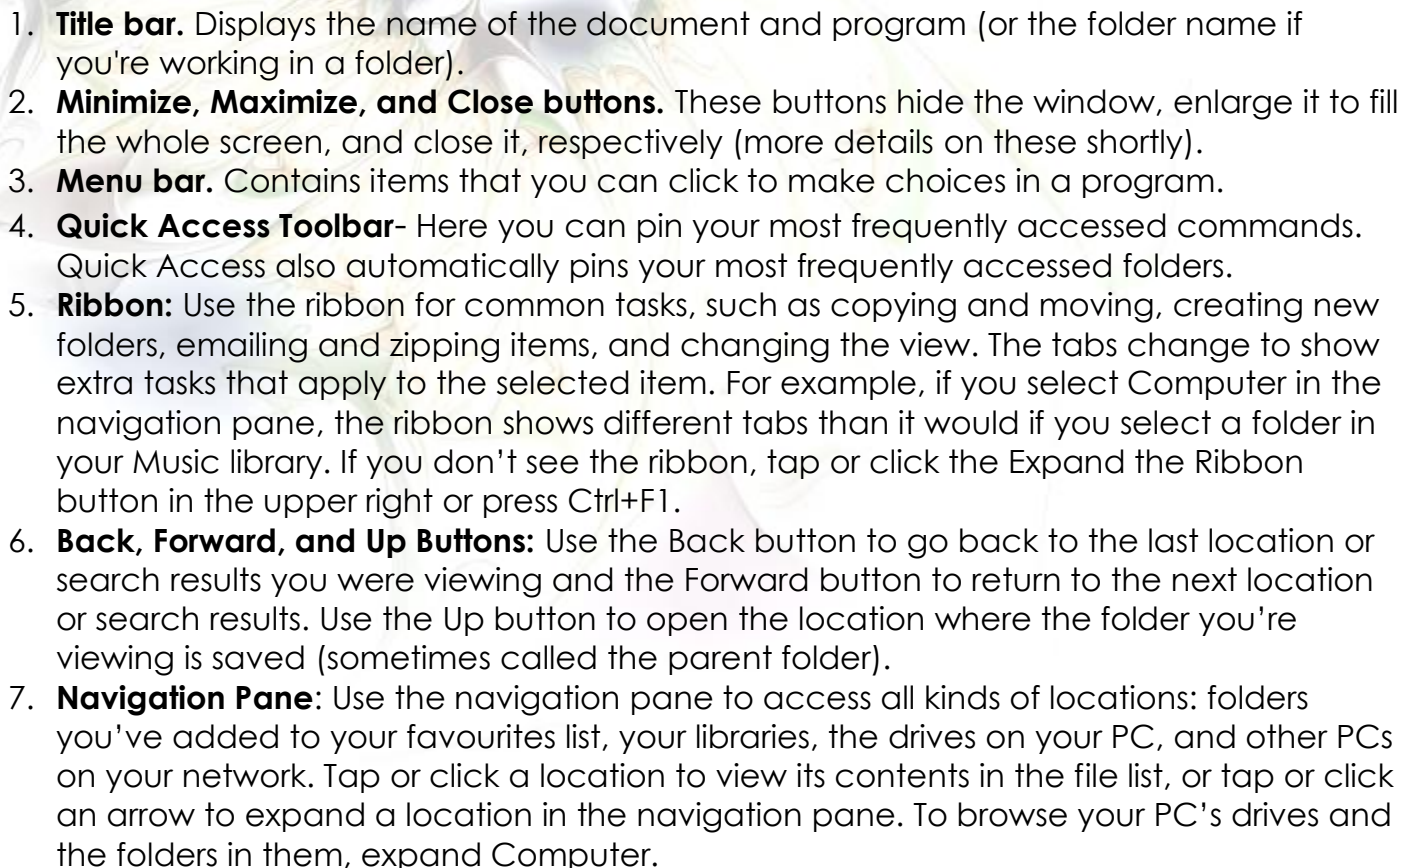 1. Title bar. Displays the name of the document and program (or the folder name if
you're working in a folder).
2. Minimize, Maximize, and Close buttons. These buttons hide the window, enlarge it to fill
the whole screen, and close it, respectively (more details on these shortly).
3. Menu bar. Contains items that you can click to make choices in a program.
4. Quick Access Toolbar- Here you can pin your most frequently accessed commands.
Quick Access also automatically pins your most frequently accessed folders.
5. Ribbon: Use the ribbon for common tasks, such as copying and moving, creating new
folders, emailing and zipping items, and changing the view. The tabs change to show
extra tasks that apply to the selected item. For example, if you select Computer in the
navigation pane, the ribbon shows different tabs than it would if you select a folder in
your Music library. If you don’t see the ribbon, tap or click the Expand the Ribbon
button in the upper right or press Ctrl+F1.
6. Back, Forward, and Up Buttons: Use the Back button to go back to the last location or
search results you were viewing and the Forward button to return to the next location
or search results. Use the Up button to open the location where the folder you’re
viewing is saved (sometimes called the parent folder).
7. Navigation Pane: Use the navigation pane to access all kinds of locations: folders
you’ve added to your favourites list, your libraries, the drives on your PC, and other PCs
on your network. Tap or click a location to view its contents in the file list, or tap or click
an arrow to expand a location in the navigation pane. To browse your PC’s drives and
the folders in them, expand Computer.